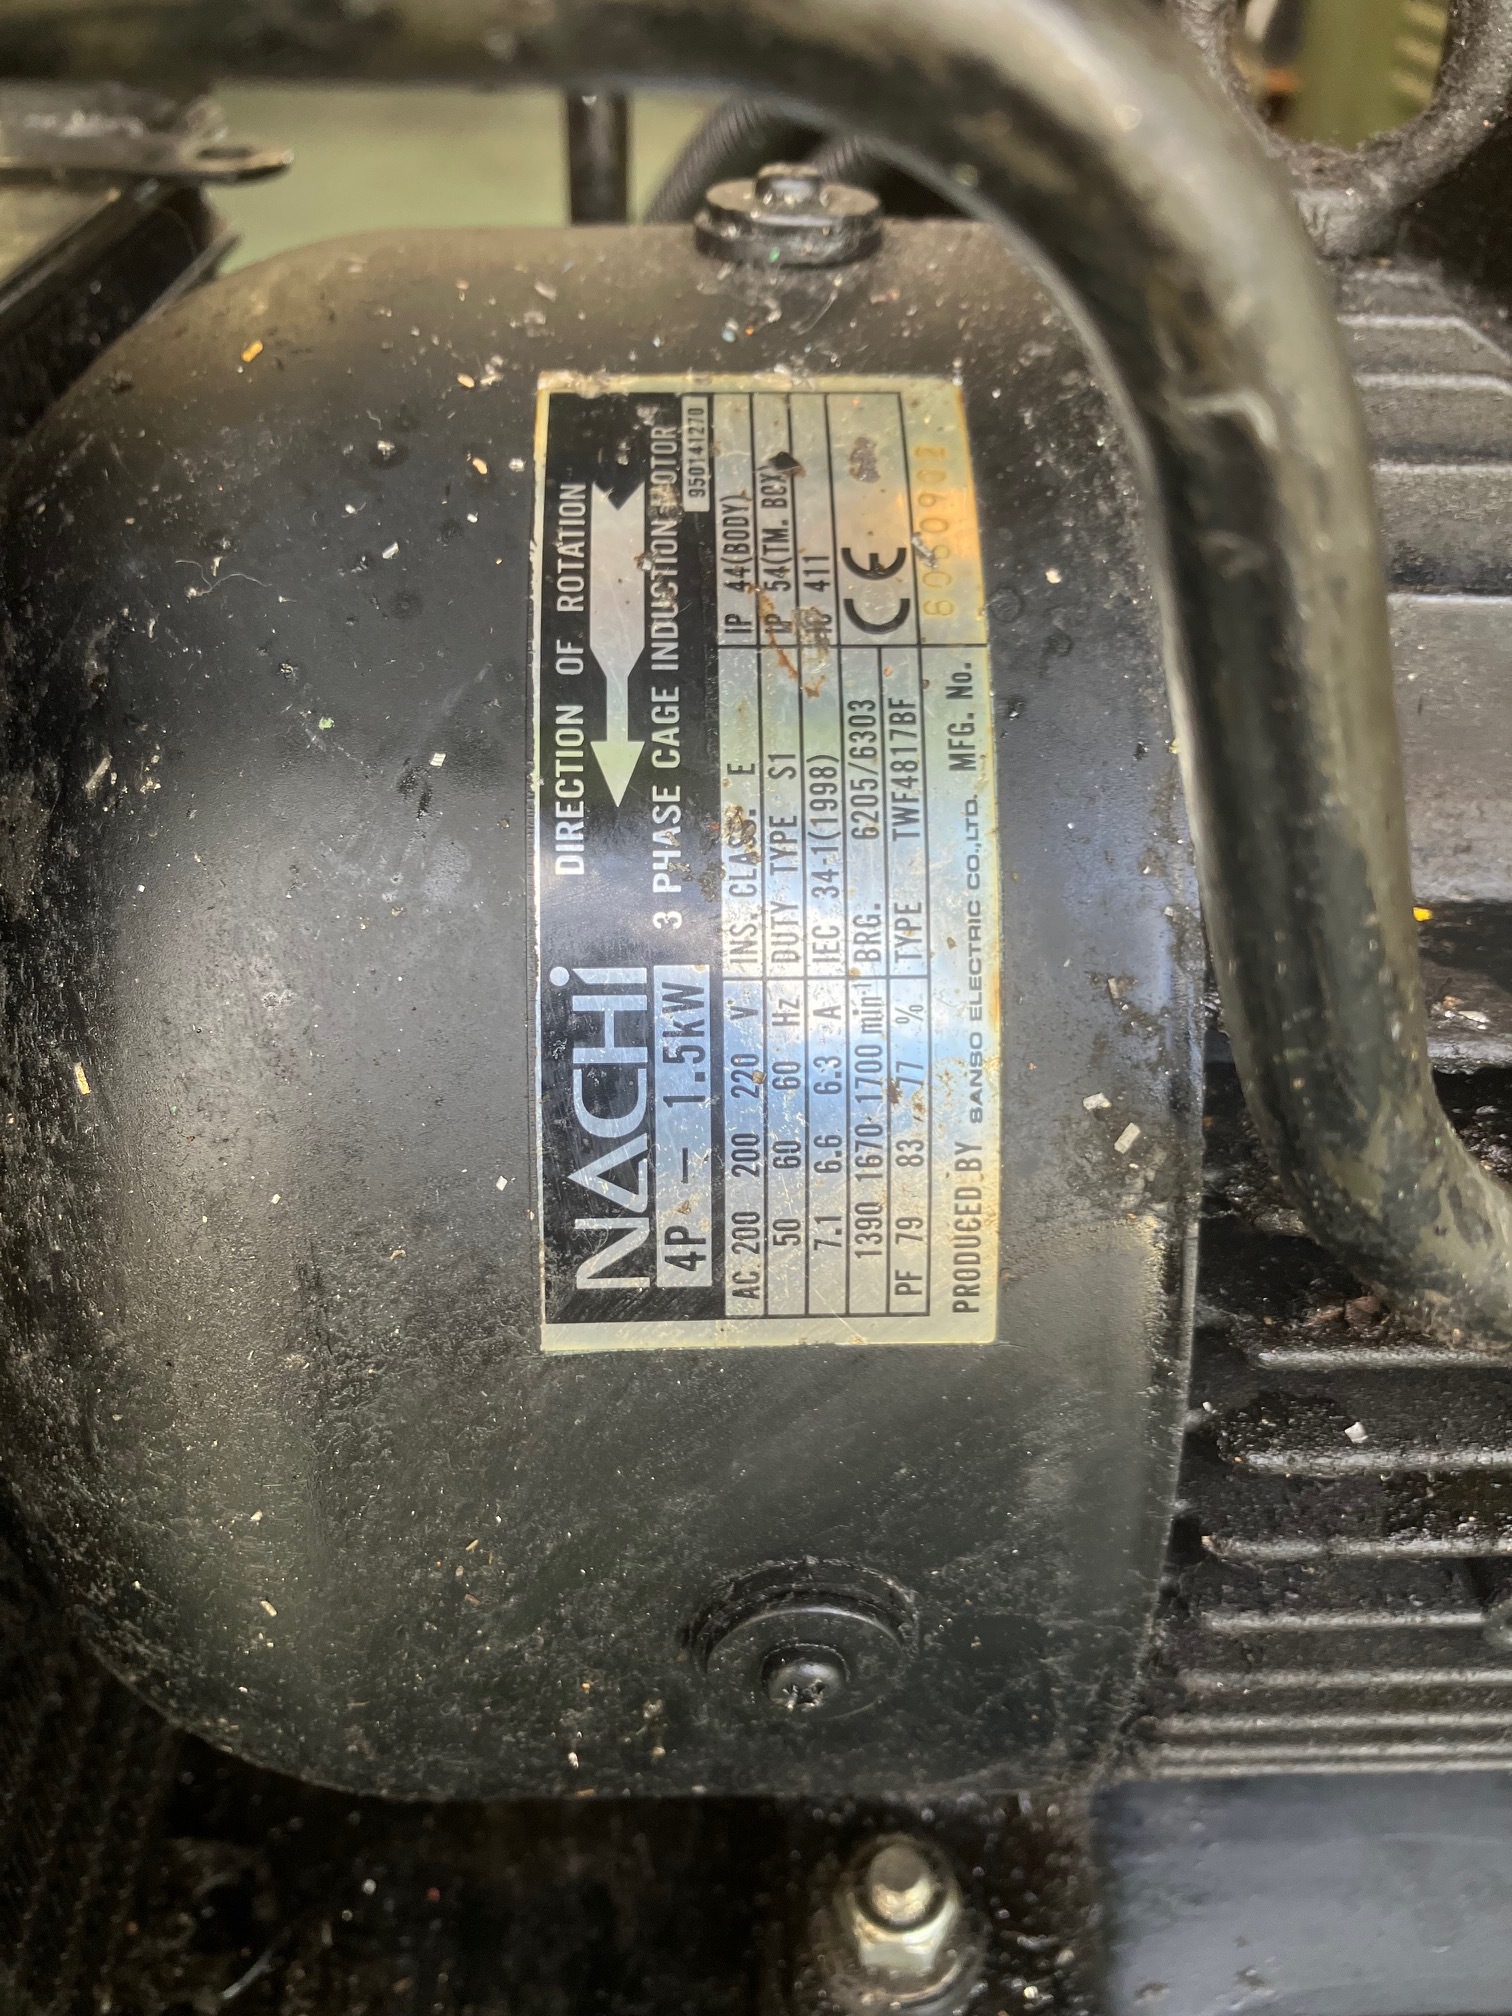 DIRECTION OF ROTATION
NACHi
4P — 1.5kW 3 PHASE CAGE INDUCTION MOTOR
950141270
AC 200 200 220 V INS. CLASS. E IP 44(BODY)
50 60 60 Hz DUTY TYPE S1 IP 54(TM. BOX)
7.1 6.6 6.3 A IEC 34-1(1998) IC 411
1390 1670 1700 min⁻¹ BRG. 6205/6303 CE
PF 79 83 77 % TYPE TWF4817BF
PRODUCED BY SANSO ELECTRIC CO.,LTD. MFG. No.